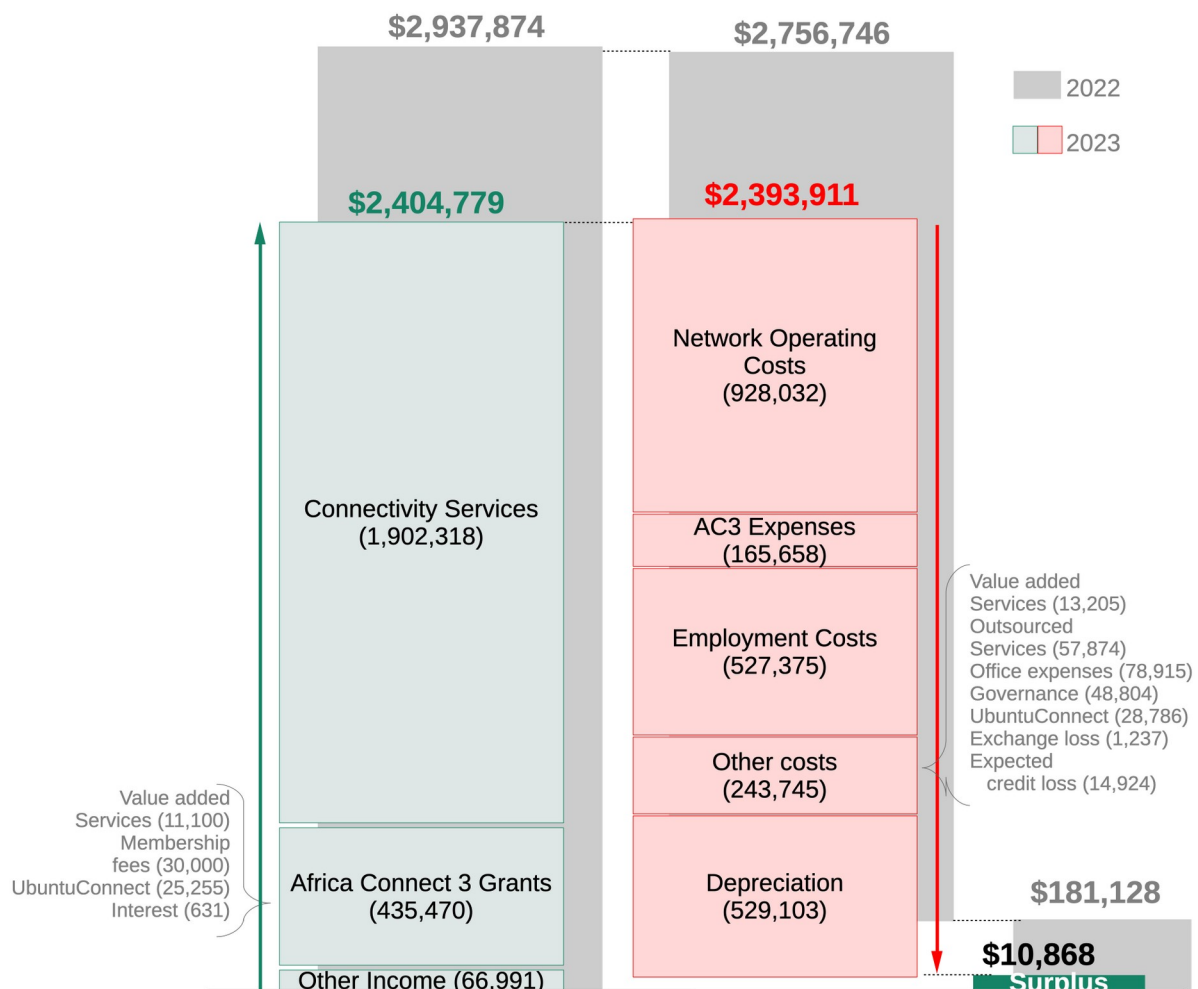 $2,937,874
$2,756,746
2022
2023
$2,404,779
$2,393,911
Connectivity Services
(1,902,318)
Africa Connect 3 Grants
(435,470)
Other Income (66,991)
Value added
Services (11,100)
Membership
fees (30,000)
UbuntuConnect (25,255)
Interest (631)
Network Operating
Costs
(928,032)
AC3 Expenses
(165,658)
Employment Costs
(527,375)
Other costs
(243,745)
Depreciation
(529,103)
Value added
Services (13,205)
Outsourced
Services (57,874)
Office expenses (78,915)
Governance (48,804)
UbuntuConnect (28,786)
Exchange loss (1,237)
Expected
credit loss (14,924)
$181,128
$10,868
Surplus